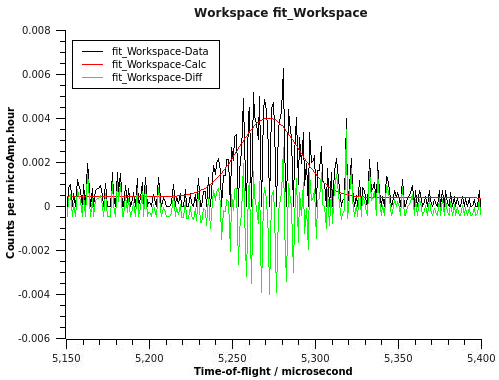 Workspace fit_Workspace
0.008
fit_Workspace-Data
fit_Workspace-Calc
fit_Workspace-Diff
0.006
0.004
0.002
0
-0.002
-0.004
-0.006
Counts per microAmp.hour
5,150 5,200 5,250 5,300 5,350 5,400
Time-of-flight / microsecond